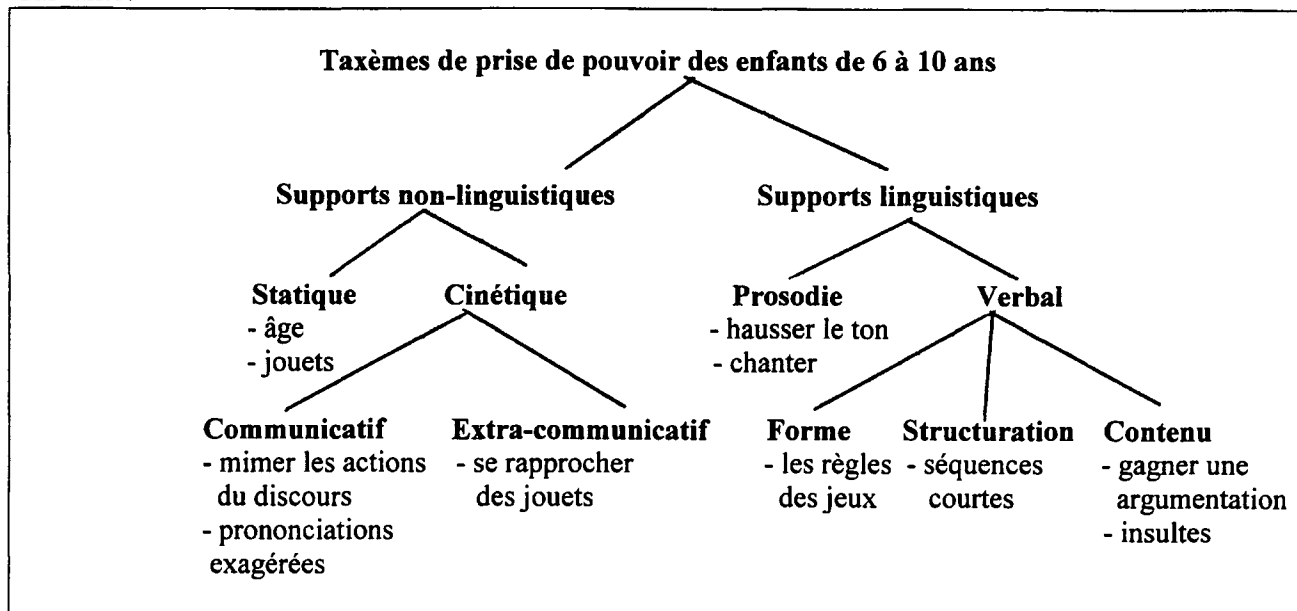 Taxèmes de prise de pouvoir des enfants de 6 à 10 ans
Supports non-linguistiques
Supports linguistiques
Statique
- âge
- jouets
Cinétique
Prosodie
- hausser le ton
- chanter
Verbal
Communicatif
- mimer les actions
du discours
- prononciations
exagérées
Extra-communicatif
- se rapprocher
des jouets
Forme
- les règles
des jeux
Structuration
- séquences
courtes
Contenu
- gagner une
argumentation
- insultes